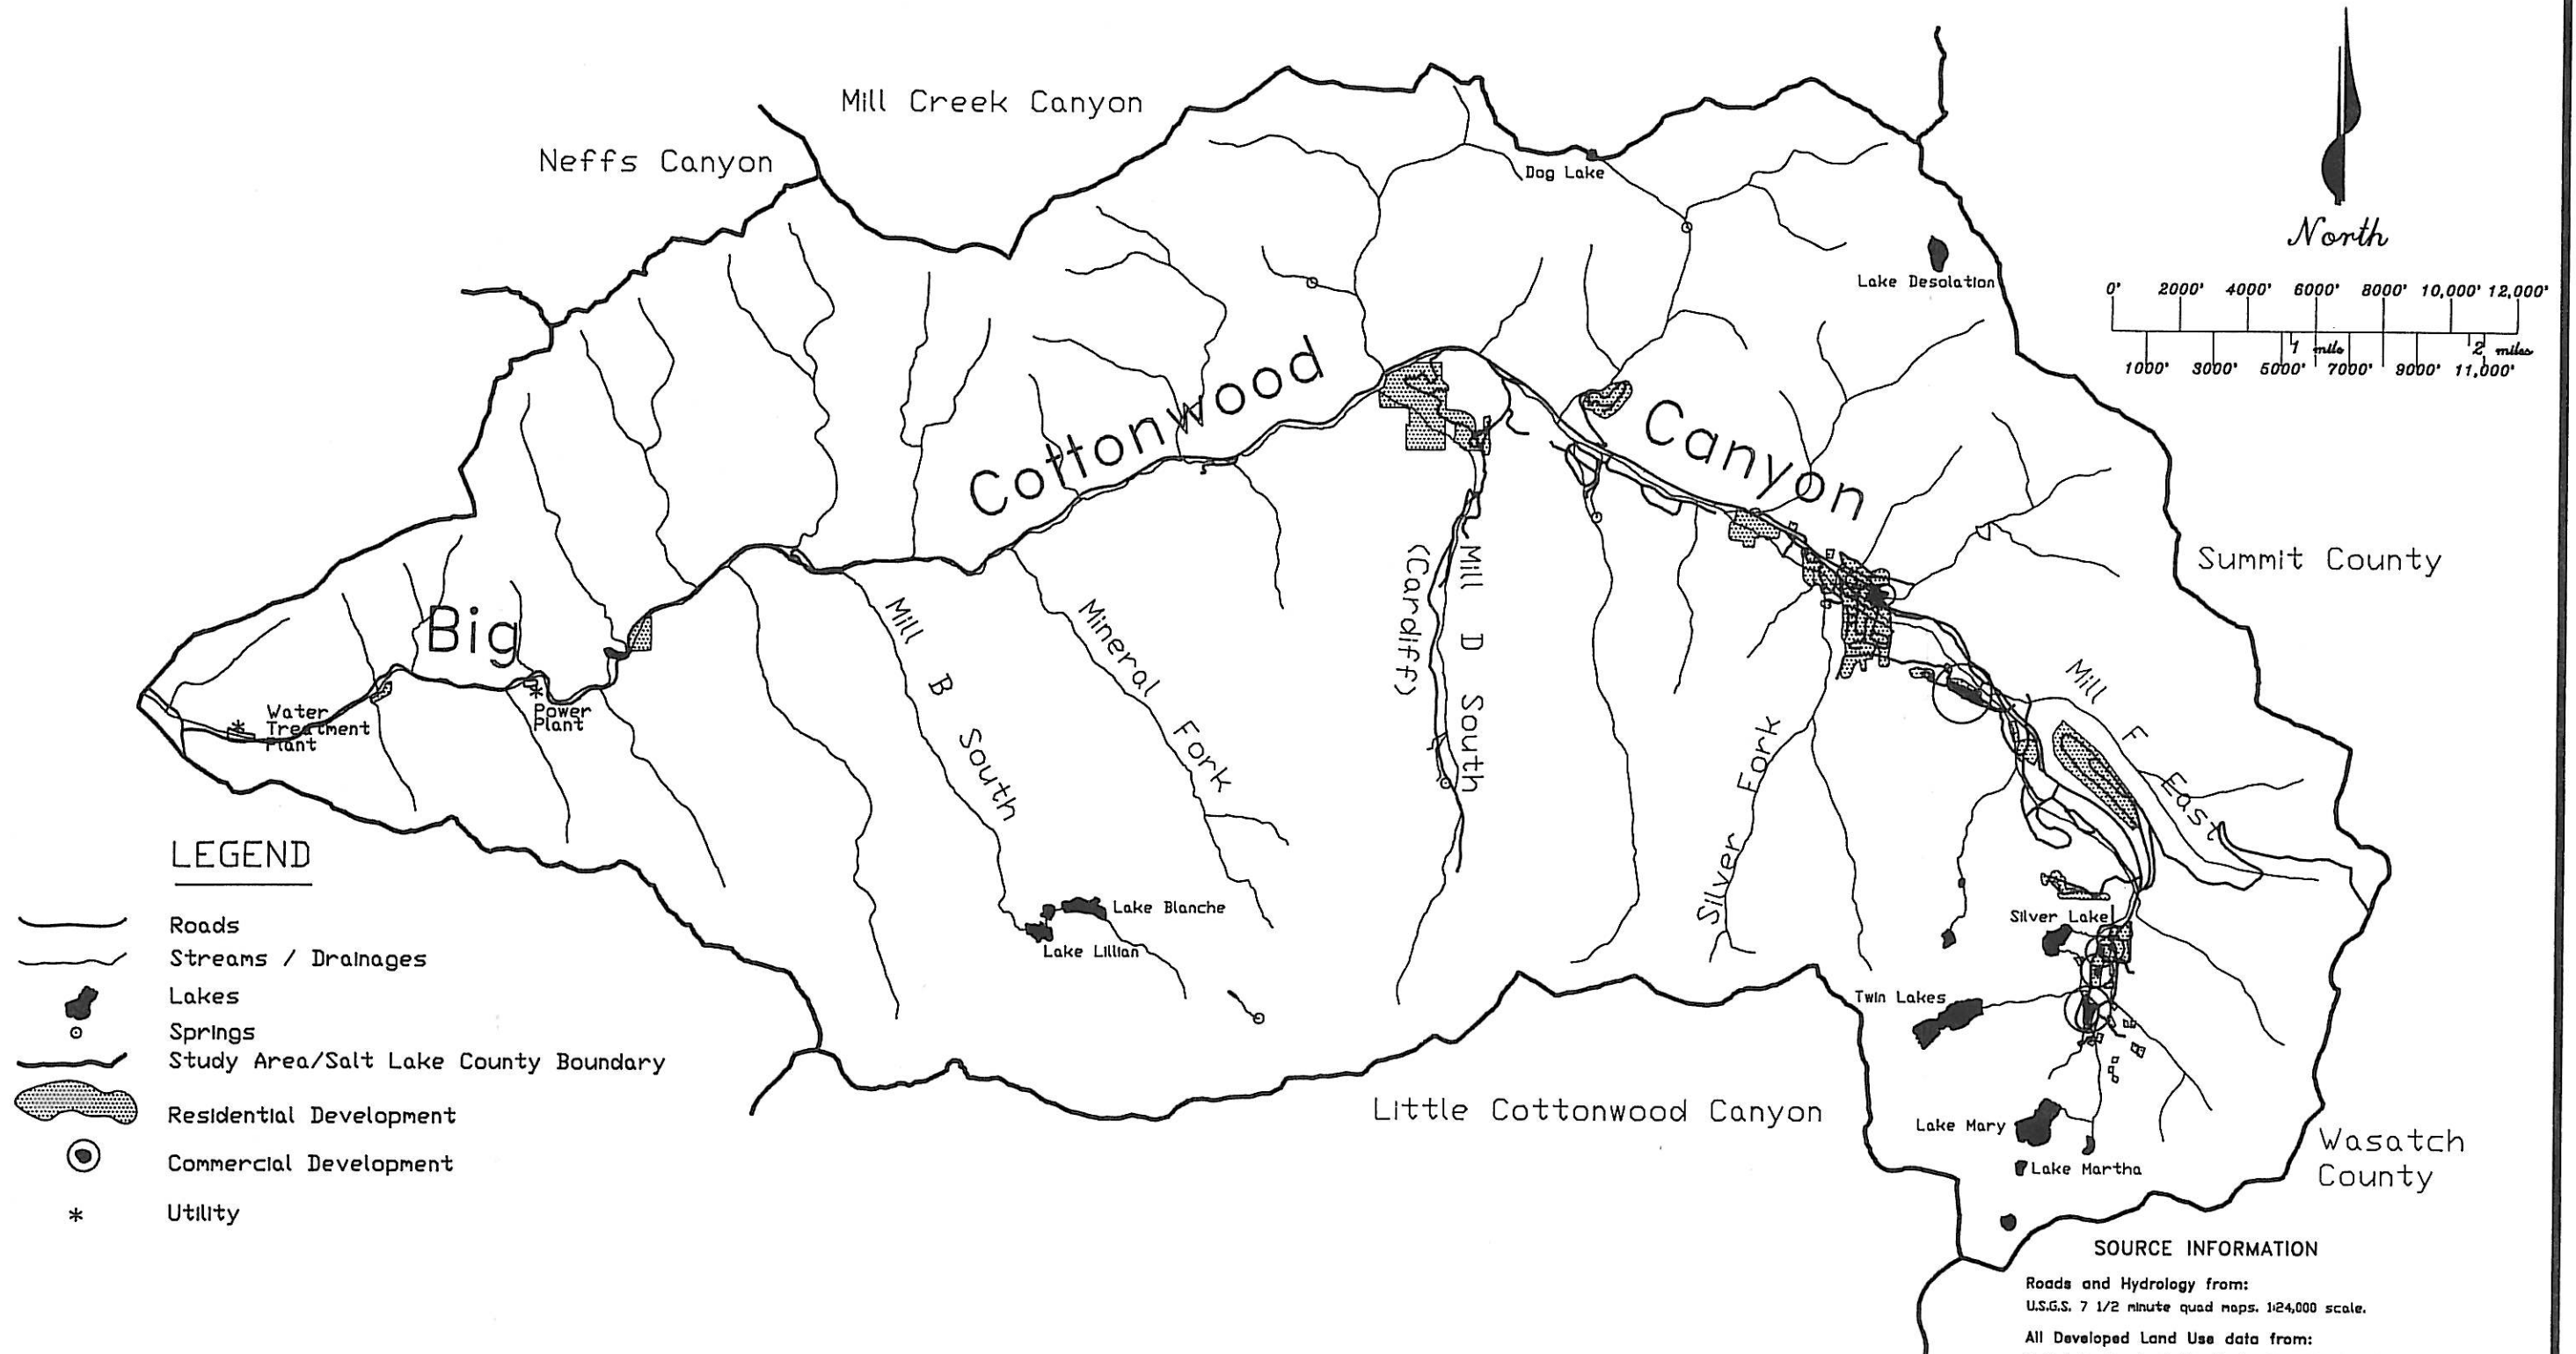 Mill Creek Canyon
Neffs Canyon
Dog Lake
North
Lake Desolation
0' 2000' 4000' 6000' 8000' 10,000' 12,000'
1 mile 2 miles
1000' 3000' 5000' 7000' 9000' 11,000'
Big Cottonwood Canyon
Summit County
Mill D South
(Cardiff)
Mill B South
Mineral Fork
Silver Fork
Mill F East
Water
Treatment
Plant
Power
Plant
Lake Blanche
Lake Lillian
Silver Lake
Twin Lakes
Lake Mary
Lake Martha
Little Cottonwood Canyon
Wasatch
County
LEGEND
Roads
Streams / Drainages
Lakes
Springs
Study Area/Salt Lake County Boundary
Residential Development
Commercial Development
* Utility
SOURCE INFORMATION
Roads and Hydrology from:
U.S.G.S. 7 1/2 minute quad maps. 1:24,000 scale.
All Developed Land Use data from: